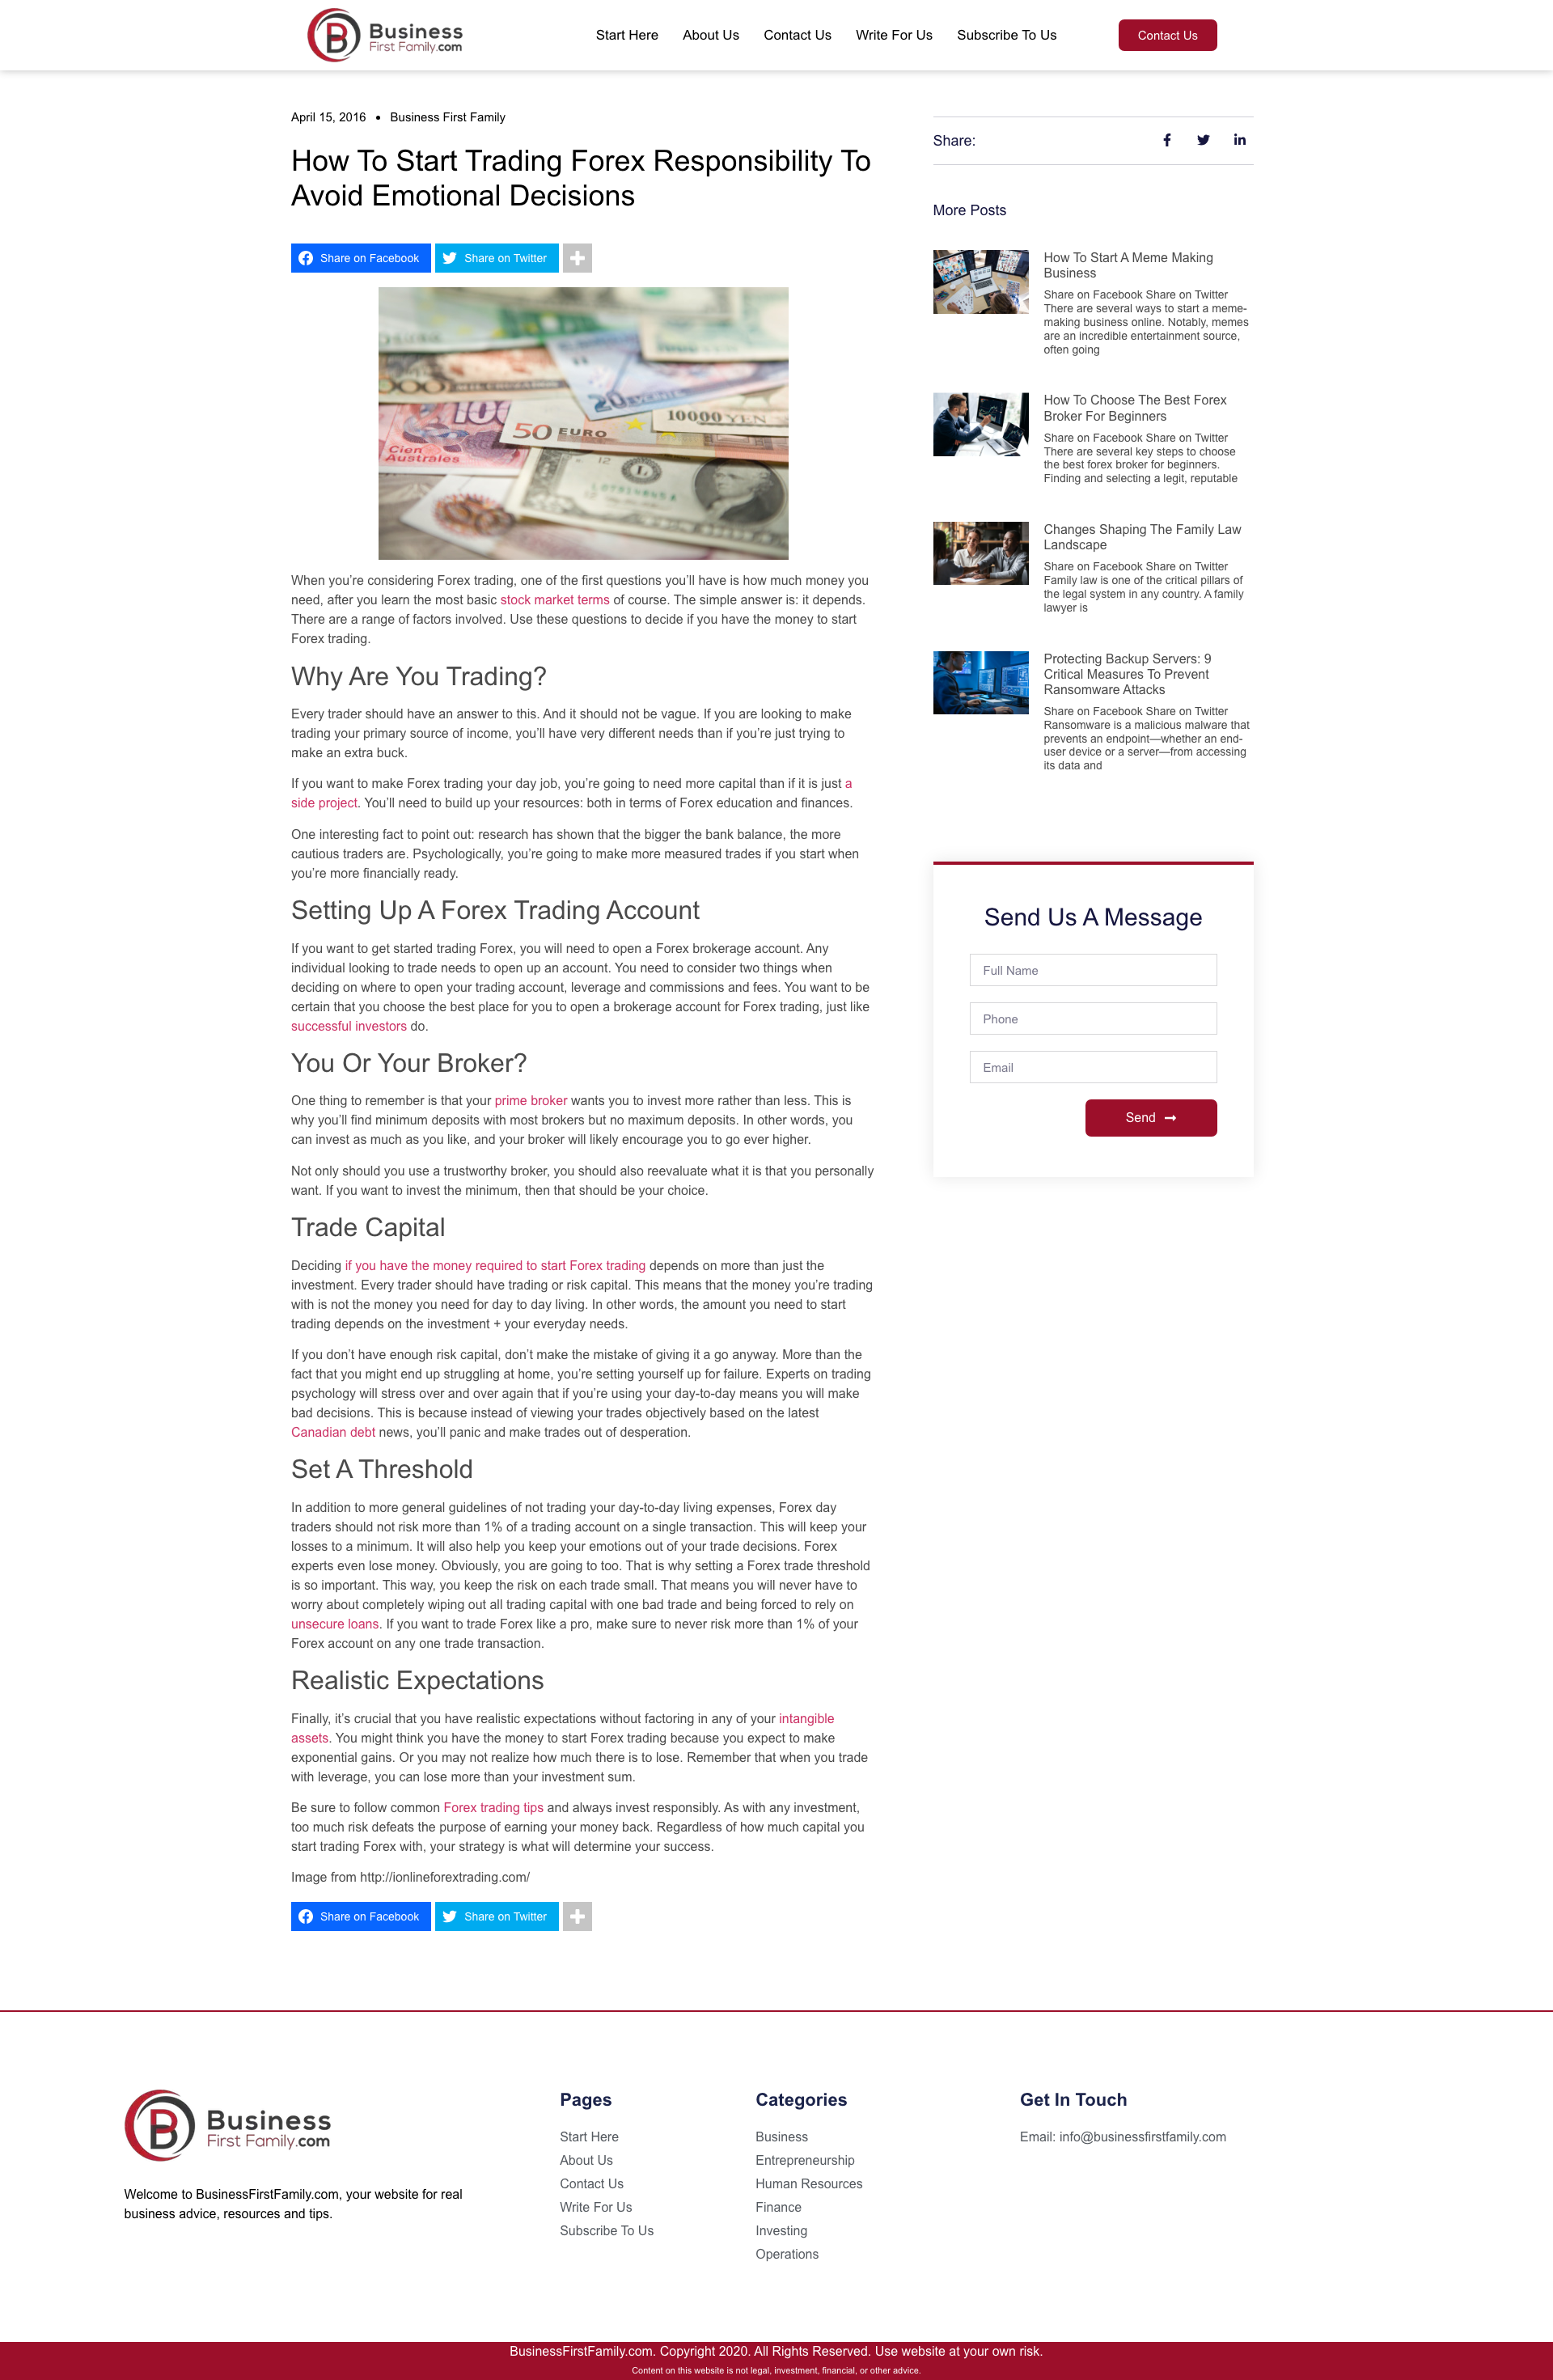 Business
First Family.com
Start Here
About Us
Contact Us
Write For Us
Subscribe To Us
Contact Us
April 15, 2016 • Business First Family
How To Start Trading Forex Responsibility To
Avoid Emotional Decisions
Share on Facebook
Share on Twitter
20
10000 YEN
50 EURO
100
Cien
Australes
When you’re considering Forex trading, one of the first questions you’ll have is how much money you
need, after you learn the most basic stock market terms of course. The simple answer is: it depends.
There are a range of factors involved. Use these questions to decide if you have the money to start
Forex trading.
Why Are You Trading?
Every trader should have an answer to this. And it should not be vague. If you are looking to make
trading your primary source of income, you’ll have very different needs than if you’re just trying to
make an extra buck.
If you want to make Forex trading your day job, you’re going to need more capital than if it is just a
side project. You’ll need to build up your resources: both in terms of Forex education and finances.
One interesting fact to point out: research has shown that the bigger the bank balance, the more
cautious traders are. Psychologically, you’re going to make more measured trades if you start when
you’re more financially ready.
Setting Up A Forex Trading Account
If you want to get started trading Forex, you will need to open a Forex brokerage account. Any
individual looking to trade needs to open up an account. You need to consider two things when
deciding on where to open your trading account, leverage and commissions and fees. You want to be
certain that you choose the best place for you to open a brokerage account for Forex trading, just like
successful investors do.
You Or Your Broker?
One thing to remember is that your prime broker wants you to invest more rather than less. This is
why you’ll find minimum deposits with most brokers but no maximum deposits. In other words, you
can invest as much as you like, and your broker will likely encourage you to go ever higher.
Not only should you use a trustworthy broker, you should also reevaluate what it is that you personally
want. If you want to invest the minimum, then that should be your choice.
Trade Capital
Deciding if you have the money required to start Forex trading depends on more than just the
investment. Every trader should have trading or risk capital. This means that the money you’re trading
with is not the money you need for day to day living. In other words, the amount you need to start
trading depends on the investment + your everyday needs.
If you don’t have enough risk capital, don’t make the mistake of giving it a go anyway. More than the
fact that you might end up struggling at home, you’re setting yourself up for failure. Experts on trading
psychology will stress over and over again that if you’re using your day-to-day means you will make
bad decisions. This is because instead of viewing your trades objectively based on the latest
Canadian debt news, you’ll panic and make trades out of desperation.
Set A Threshold
In addition to more general guidelines of not trading your day-to-day living expenses, Forex day
traders should not risk more than 1% of a trading account on a single transaction. This will keep your
losses to a minimum. It will also help you keep your emotions out of your trade decisions. Forex
experts even lose money. Obviously, you are going to too. That is why setting a Forex trade threshold
is so important. This way, you keep the risk on each trade small. That means you will never have to
worry about completely wiping out all trading capital with one bad trade and being forced to rely on
unsecure loans. If you want to trade Forex like a pro, make sure to never risk more than 1% of your
Forex account on any one trade transaction.
Realistic Expectations
Finally, it’s crucial that you have realistic expectations without factoring in any of your intangible
assets. You might think you have the money to start Forex trading because you expect to make
exponential gains. Or you may not realize how much there is to lose. Remember that when you trade
with leverage, you can lose more than your investment sum.
Be sure to follow common Forex trading tips and always invest responsibly. As with any investment,
too much risk defeats the purpose of earning your money back. Regardless of how much capital you
start trading Forex with, your strategy is what will determine your success.
Image from http://ionlineforextrading.com/
Share on Facebook
Share on Twitter
Share:
More Posts
How To Start A Meme Making
Business
Share on Facebook Share on Twitter
There are several ways to start a meme-
making business online. Notably, memes
are an incredible entertainment source,
often going
How To Choose The Best Forex
Broker For Beginners
Share on Facebook Share on Twitter
There are several key steps to choose
the best forex broker for beginners.
Finding and selecting a legit, reputable
Changes Shaping The Family Law
Landscape
Share on Facebook Share on Twitter
Family law is one of the critical pillars of
the legal system in any country. A family
lawyer is
Protecting Backup Servers: 9
Critical Measures To Prevent
Ransomware Attacks
Share on Facebook Share on Twitter
Ransomware is a malicious malware that
prevents an endpoint—whether an end-
user device or a server—from accessing
its data and
Send Us A Message
Full Name
Phone
Email
Send
Business
First Family.com
Welcome to BusinessFirstFamily.com, your website for real
business advice, resources and tips.
Pages
Start Here
About Us
Contact Us
Write For Us
Subscribe To Us
Categories
Business
Entrepreneurship
Human Resources
Finance
Investing
Operations
Get In Touch
Email: info@businessfirstfamily.com
BusinessFirstFamily.com. Copyright 2020. All Rights Reserved. Use website at your own risk.
Content on this website is not legal, investment, financial, or other advice.